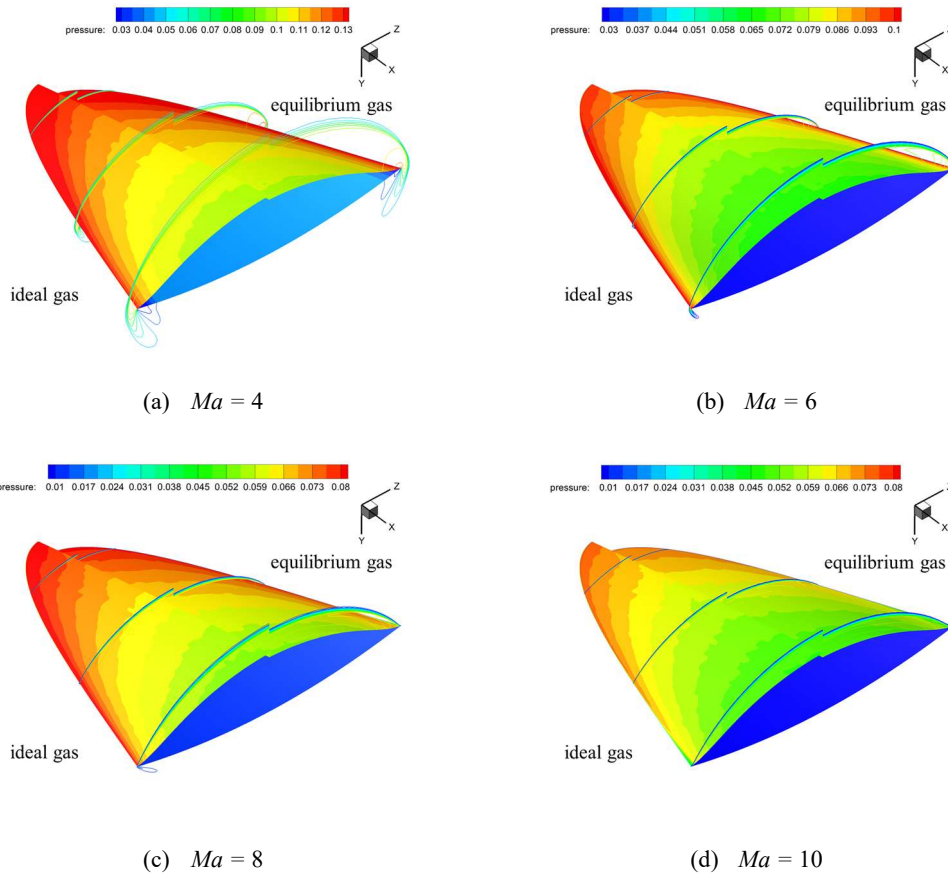 pressure: 0.03 0.04 0.05 0.06 0.07 0.08 0.09 0.1 0.11 0.12 0.13
Z
X
Y
equilibrium gas
ideal gas
(a) Ma = 4
pressure: 0.03 0.037 0.044 0.051 0.058 0.065 0.072 0.079 0.086 0.093 0.1
X
Y
equilibrium gas
ideal gas
(b) Ma = 6
pressure: 0.01 0.017 0.024 0.031 0.038 0.045 0.052 0.059 0.066 0.073 0.08
Z
X
Y
equilibrium gas
ideal gas
(c) Ma = 8
pressure: 0.01 0.017 0.024 0.031 0.038 0.045 0.052 0.059 0.066 0.073 0.08
X
Y
equilibrium gas
ideal gas
(d) Ma = 10